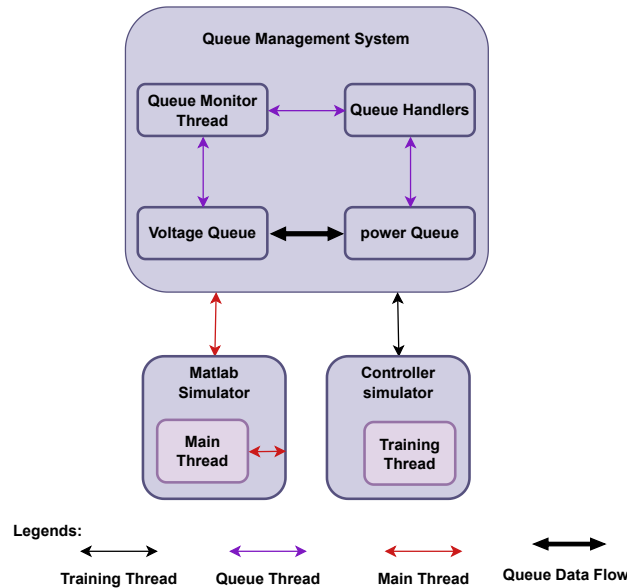 Queue Management System
Queue Monitor
Thread
Queue Handlers
Voltage Queue
power Queue
Matlab
Simulator
Main
Thread
Controller
simulator
Training
Thread
Legends:
Training Thread
Queue Thread
Main Thread
Queue Data Flow